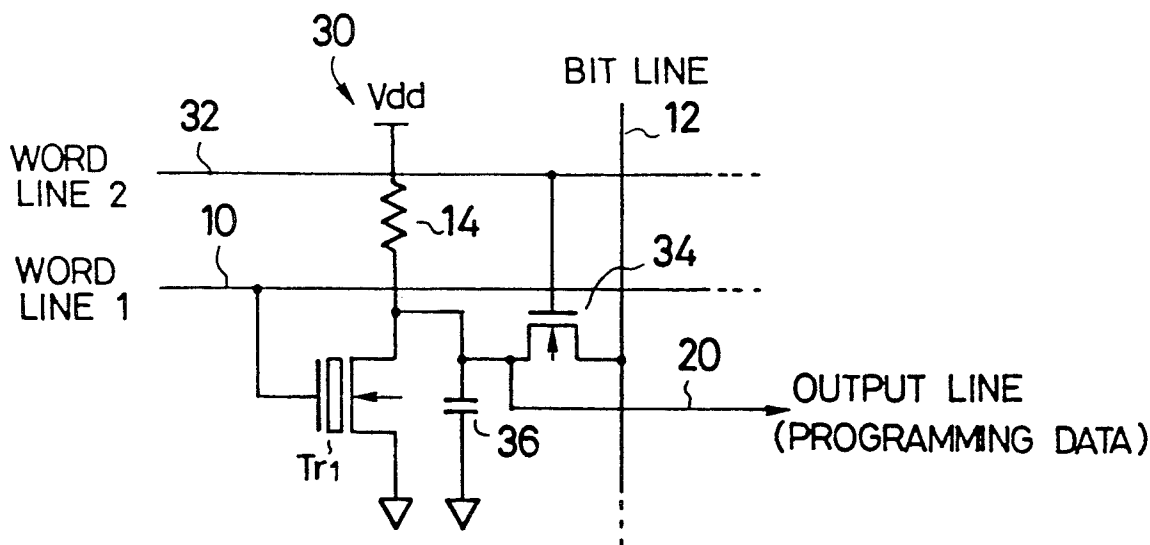 30
Vdd
BIT LINE
12
32
WORD
LINE 2
14
10
WORD
LINE 1
34
20
OUTPUT LINE
(PROGRAMMING DATA)
36
Tr1